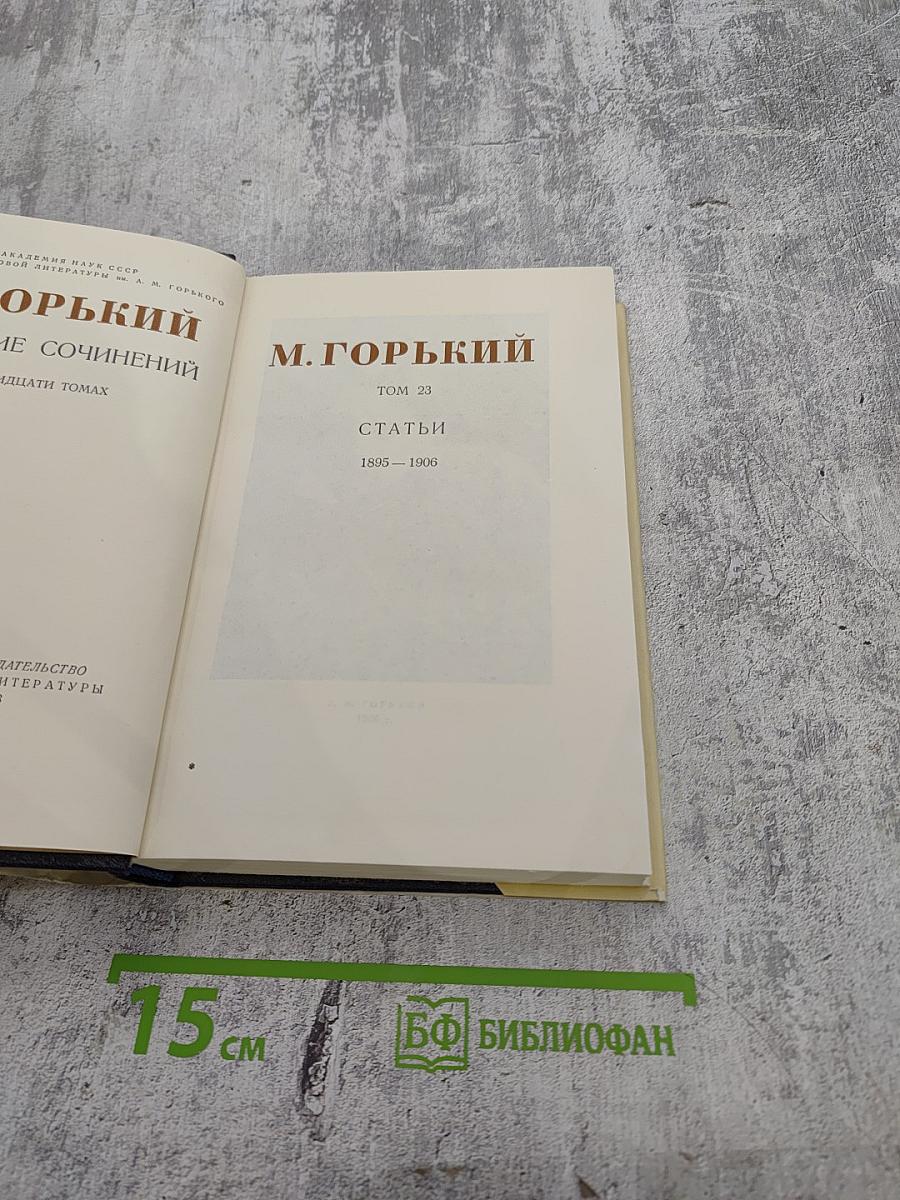 АКАДЕМИЯ НАУК СССР
ОВОЙ ЛИТЕРАТУРЫ им. А. М. ГОРЬКОГО
ОРЬКИЙ
ИЕ СОЧИНЕНИЙ
ИДЦАТИ ТОМАХ
ДАТЕЛЬСТВО
ИТЕРАТУРЫ
М. ГОРЬКИЙ
ТОМ 23
СТАТЬИ
1895 — 1906
*
15 см
БФ БИБЛИОФАН